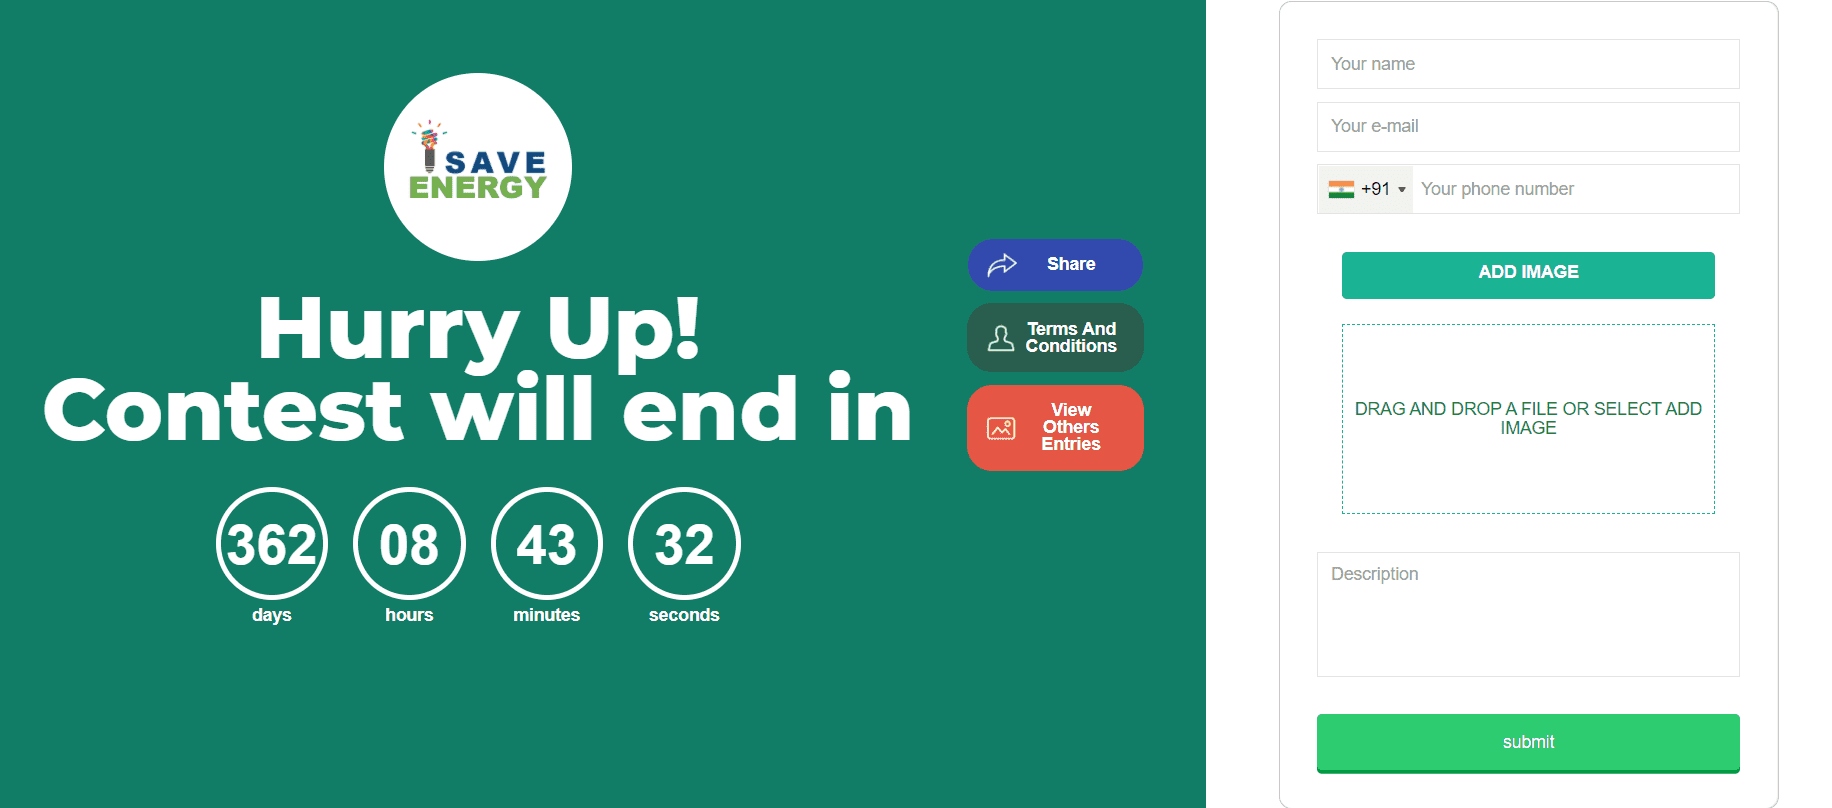 SAVE
ENERGY
Hurry Up!
Contest will end in
362
08
43
32
days
hours
minutes
seconds
Share
Terms And
Conditions
View
Others
Entries
Your name
Your e-mail
+91
Your phone number
ADD IMAGE
DRAG AND DROP A FILE OR SELECT ADD
IMAGE
Description
submit